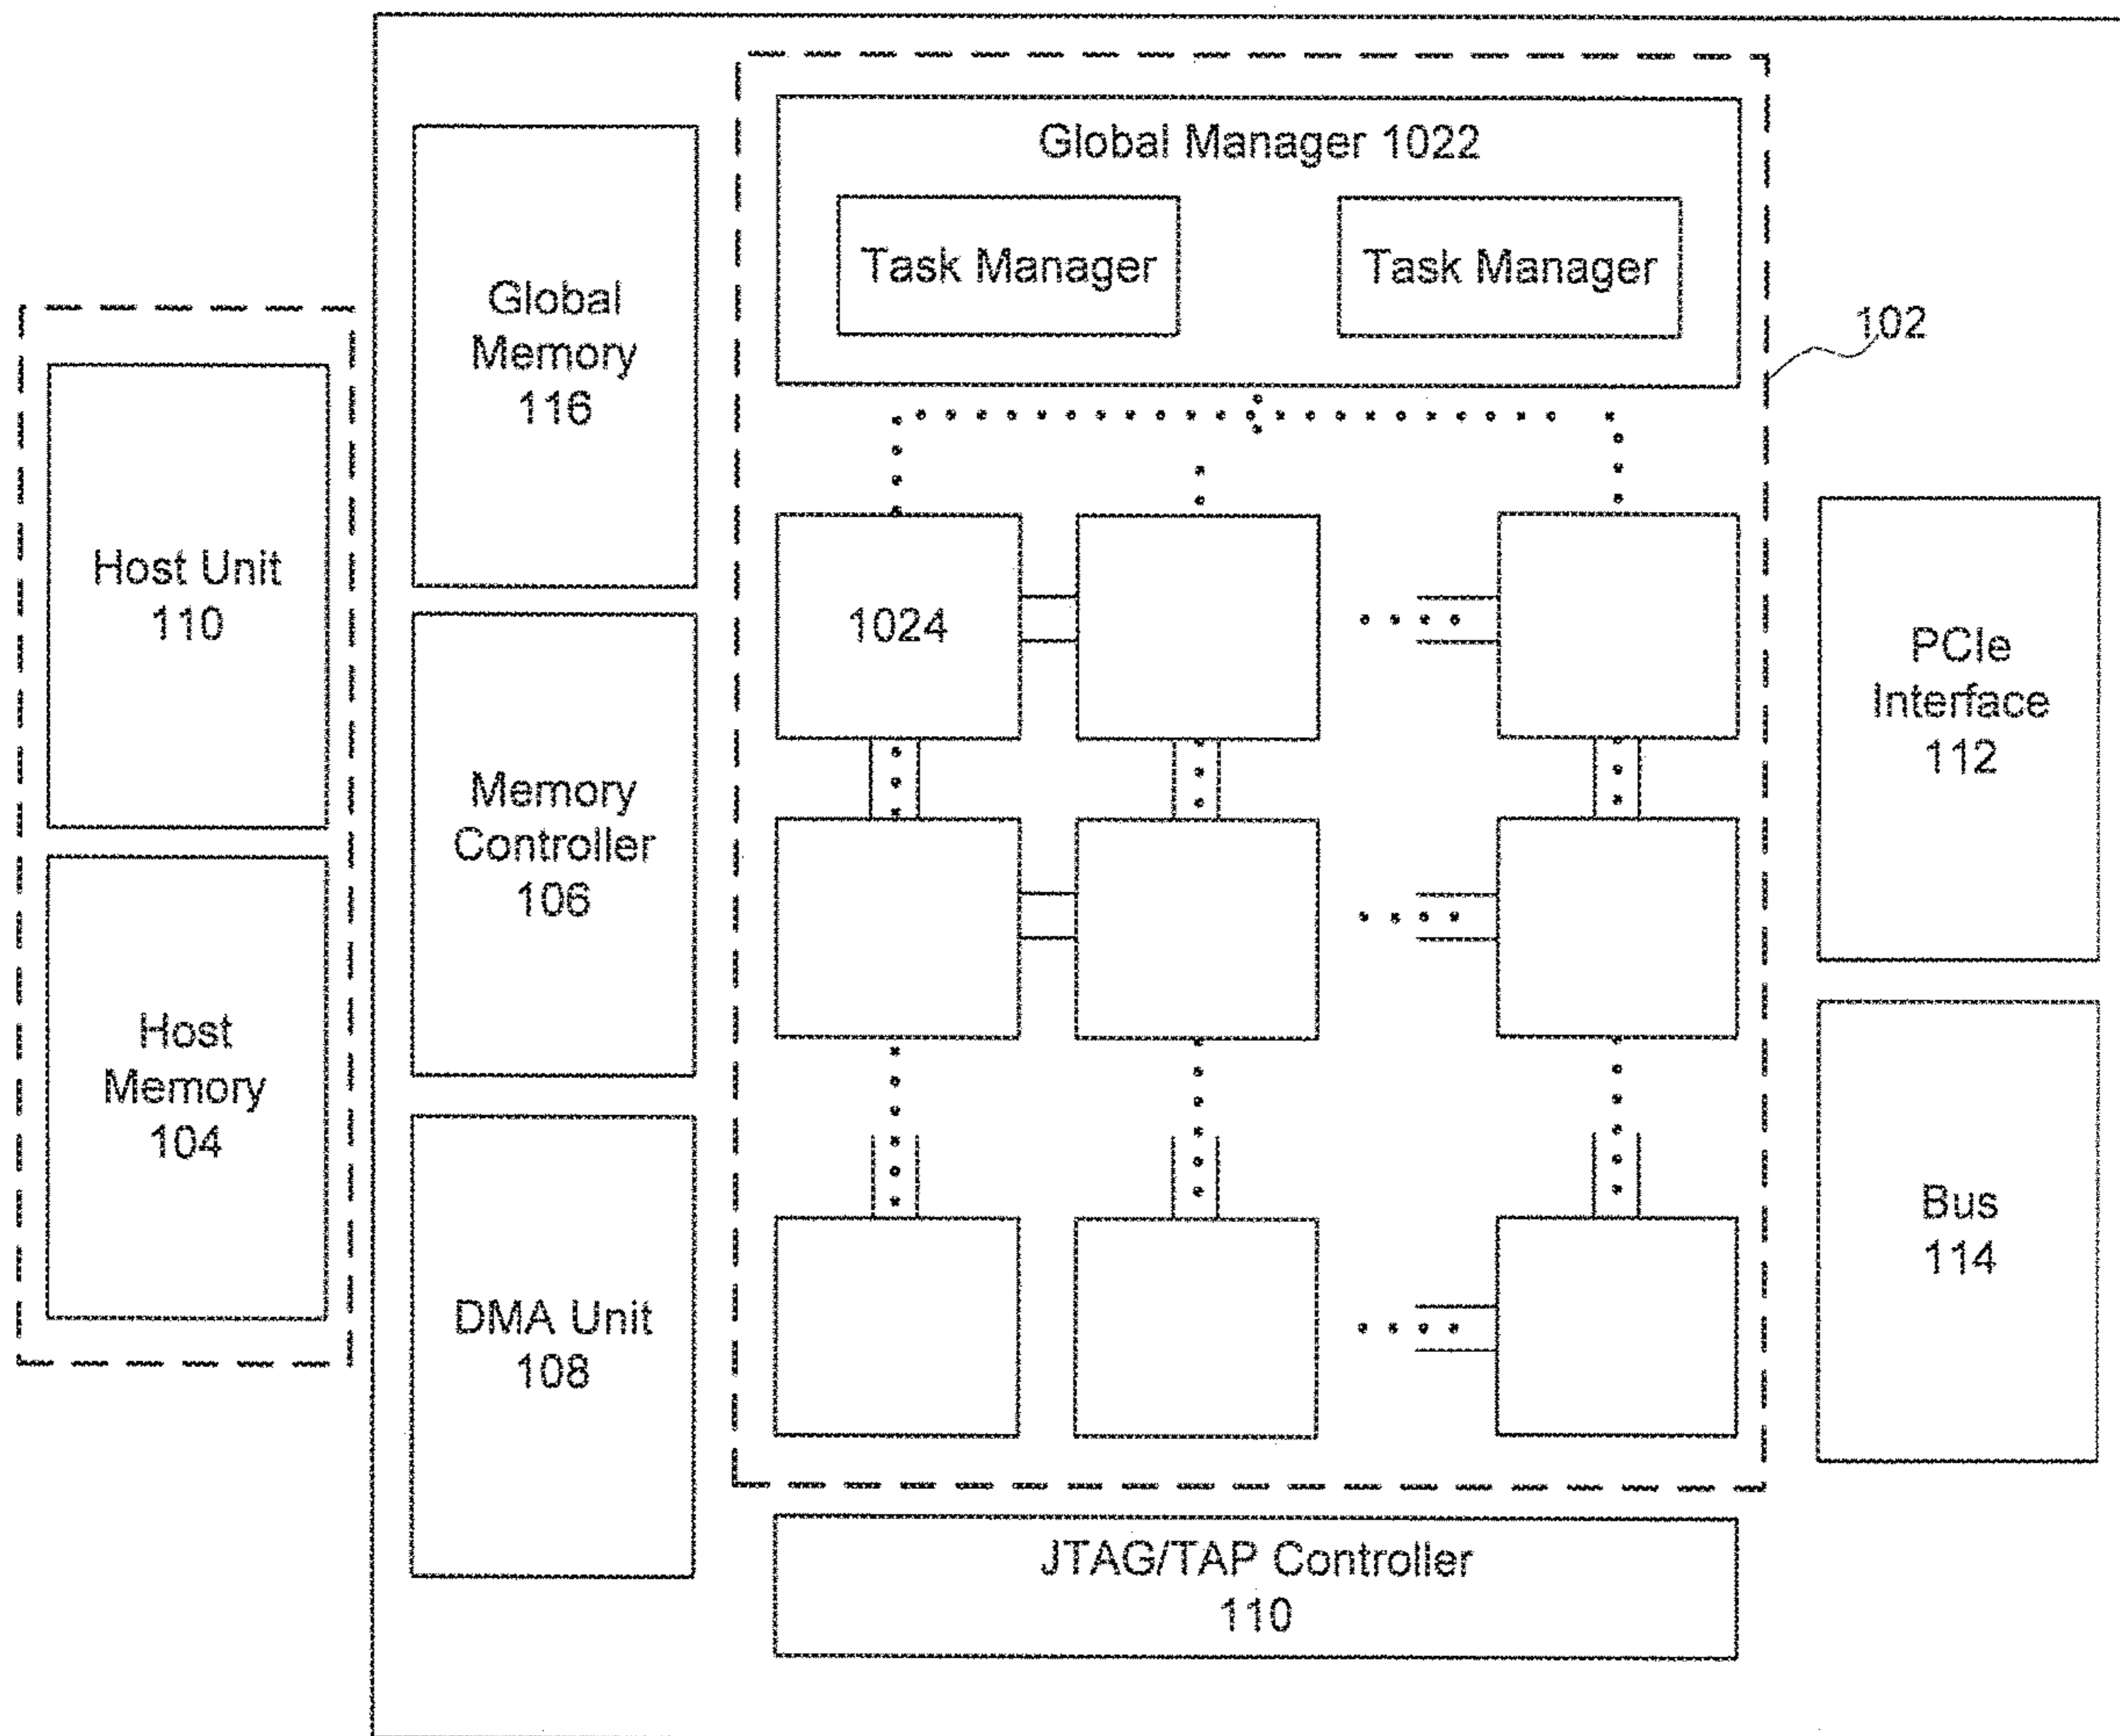 Host Unit
110
Host
Memory
104
Global
Memory
116
Memory
Controller
106
DMA Unit
108
Global Manager 1022
Task Manager
Task Manager
1024
102
PCIe
Interface
112
Bus
114
JTAG/TAP Controller
110